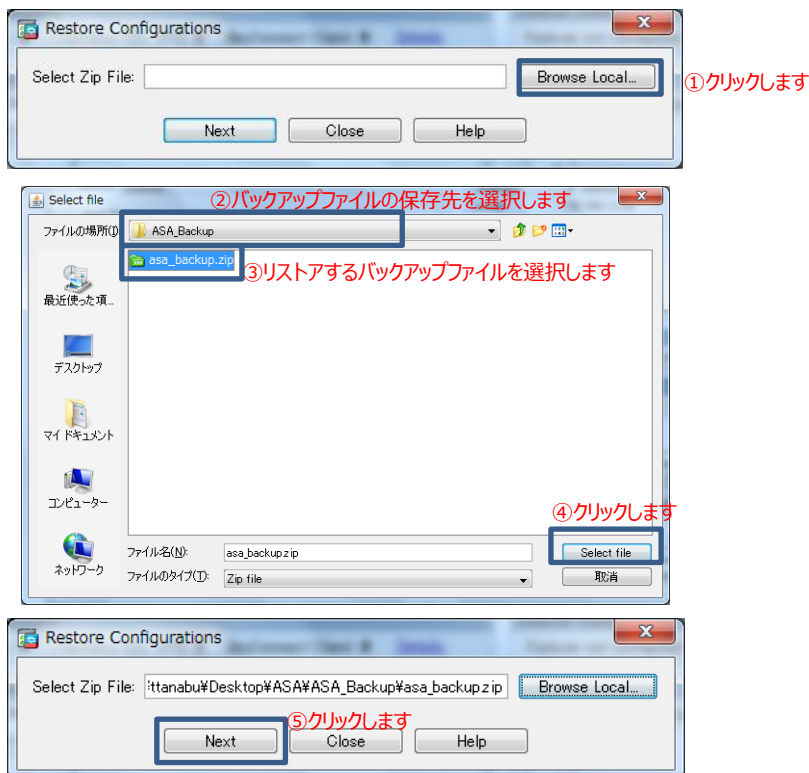 Restore Configurations
Select Zip File:
Browse Local...
①クリックします
Next
Close
Help
Select file
②バックアップファイルの保存先を選択します
ファイルの場所(I)
ASA_Backup
asa_backup.zip
③リストアするバックアップファイルを選択します
最近使った項...
デスクトップ
マイ ドキュメント
コンピューター
ネットワーク
④クリックします
ファイル名(N):
asa_backup.zip
Select file
ファイルのタイプ(T):
Zip file
取消
Restore Configurations
Select Zip File:
ttanabu¥Desktop¥ASA¥ASA_Backup¥asa_backup.zip
Browse Local...
⑤クリックします
Next
Close
Help